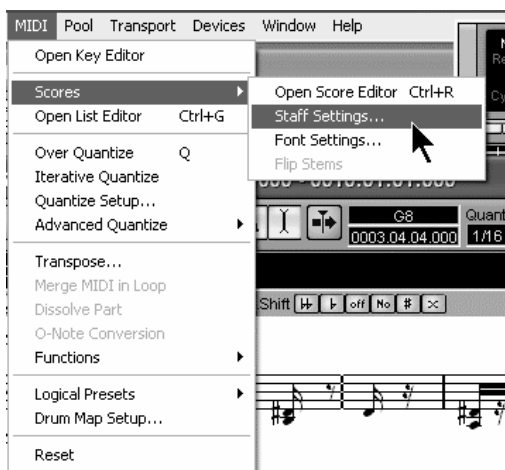 MIDI Pool Transport Devices Window Help
Open Key Editor
Scores
Open List Editor Ctrl+G
Over Quantize Q
Iterative Quantize
Quantize Setup...
Advanced Quantize
Transpose...
Merge MIDI in Loop
Dissolve Part
O-Note Conversion
Functions
Logical Presets
Drum Map Setup...
Reset
Open Score Editor Ctrl+R
Staff Settings...
Font Settings...
Flip Stems
G8
0003.04.04.000
Quant
1/16
Shift
off No #